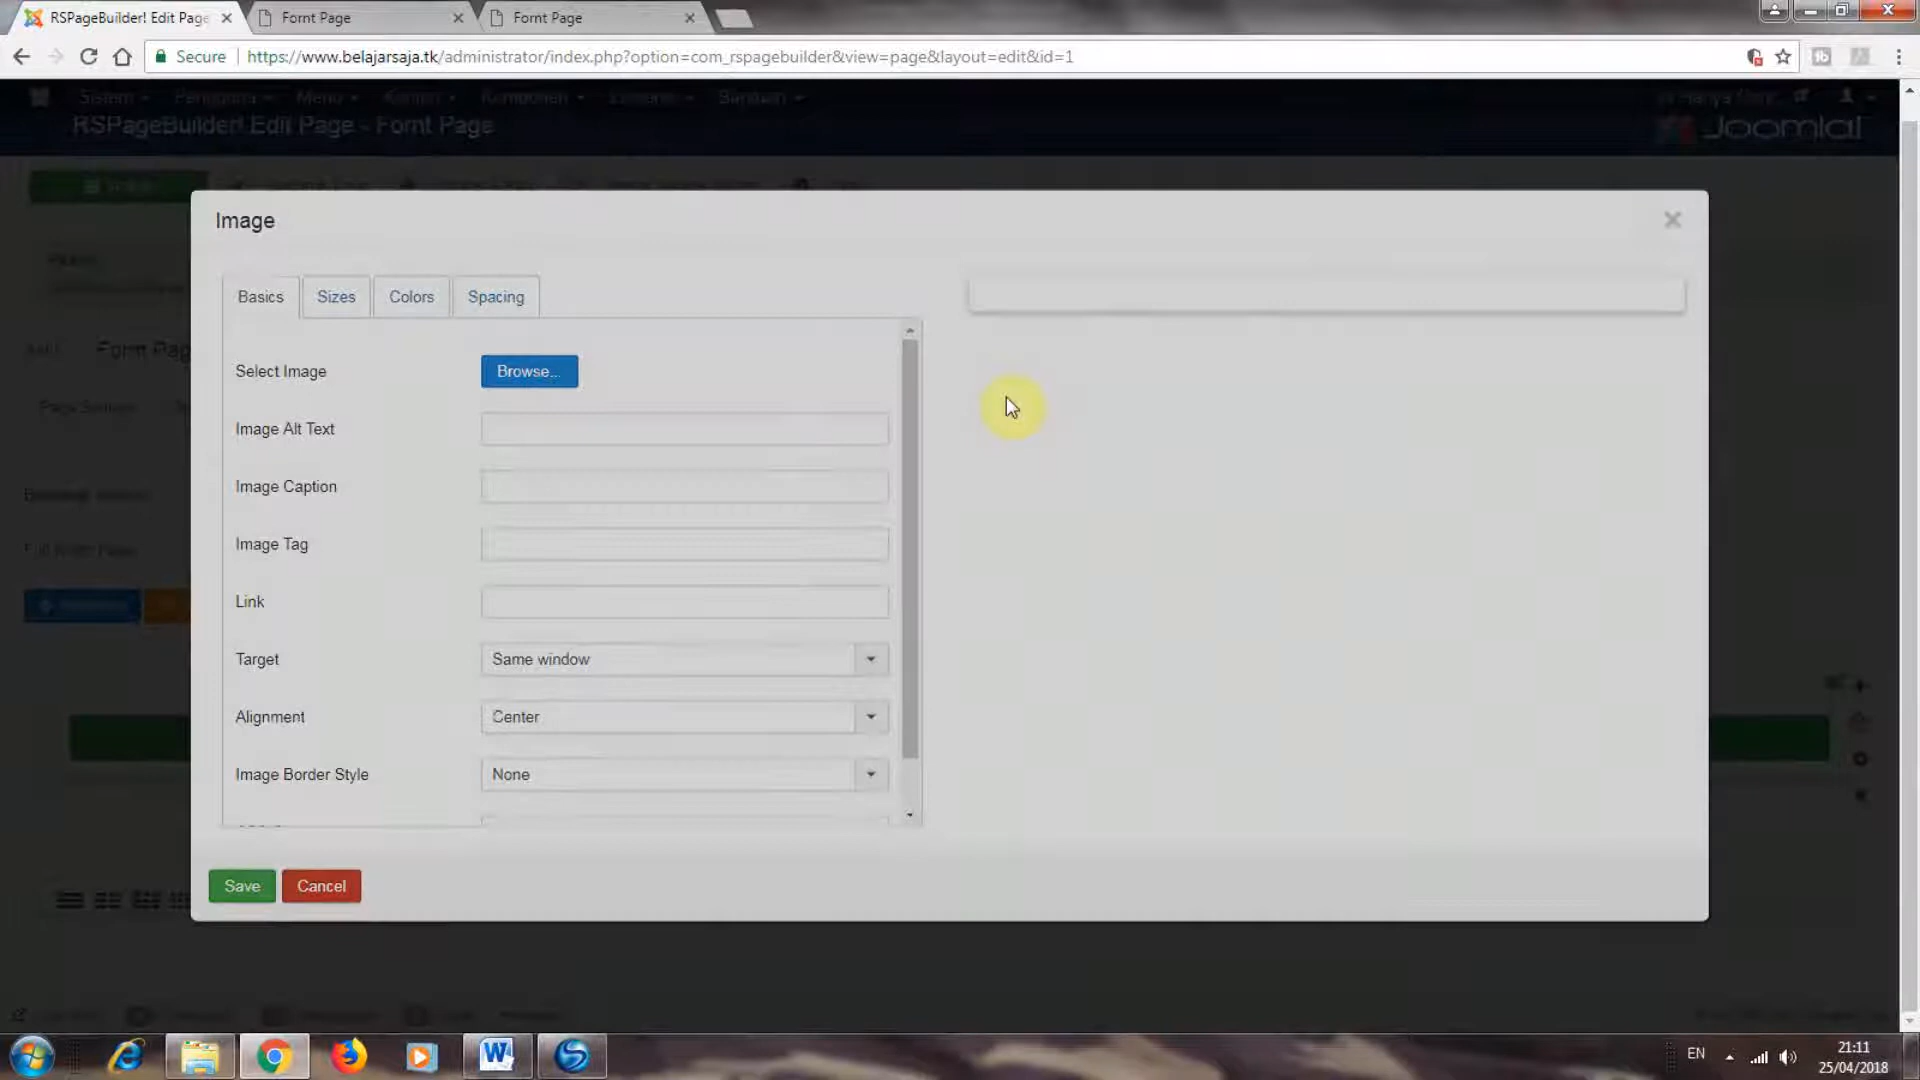 RSPageBuilder! Edit Page
Fornt Page
Fornt Page
Secure
https://www.belajarsaja.tk/administrator/index.php?option=com_rspagebuilder&view=page&layout=edit&id=1
Sistem Pengguna Menu Konten Komponen Ekstensi Bantuan
RSPageBuilder! Edit Page - Fornt Page
Joomla!
Image
Basics Sizes Colors Spacing
Select Image Browse...
Image Alt Text
Fornt Pag
Image Caption
Image Tag
Link
Target Same window
Alignment Center
Image Border Style None
Save Cancel
EN
21:11
25/04/2018